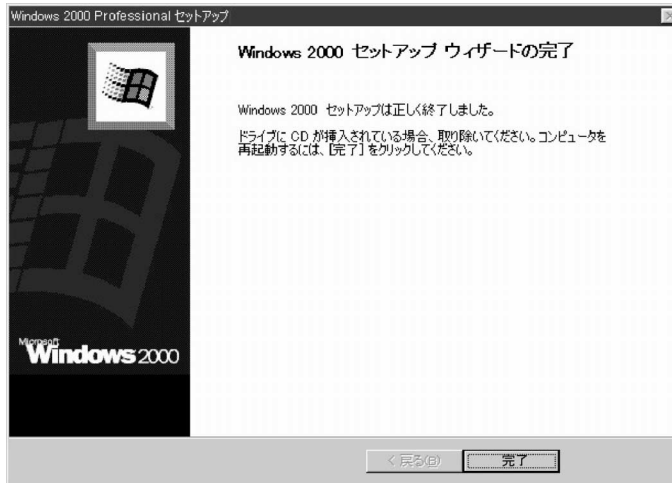 Windows 2000 Professional セットアップ
Windows 2000 セットアップ ウィザードの完了
Windows 2000 セットアップは正しく終了しました。
ドライブに CD が挿入されている場合、取り除いてください。コンピュータを
再起動するには、[完了] をクリックしてください。
Microsoft
Windows 2000
< 戻る(B)
完了